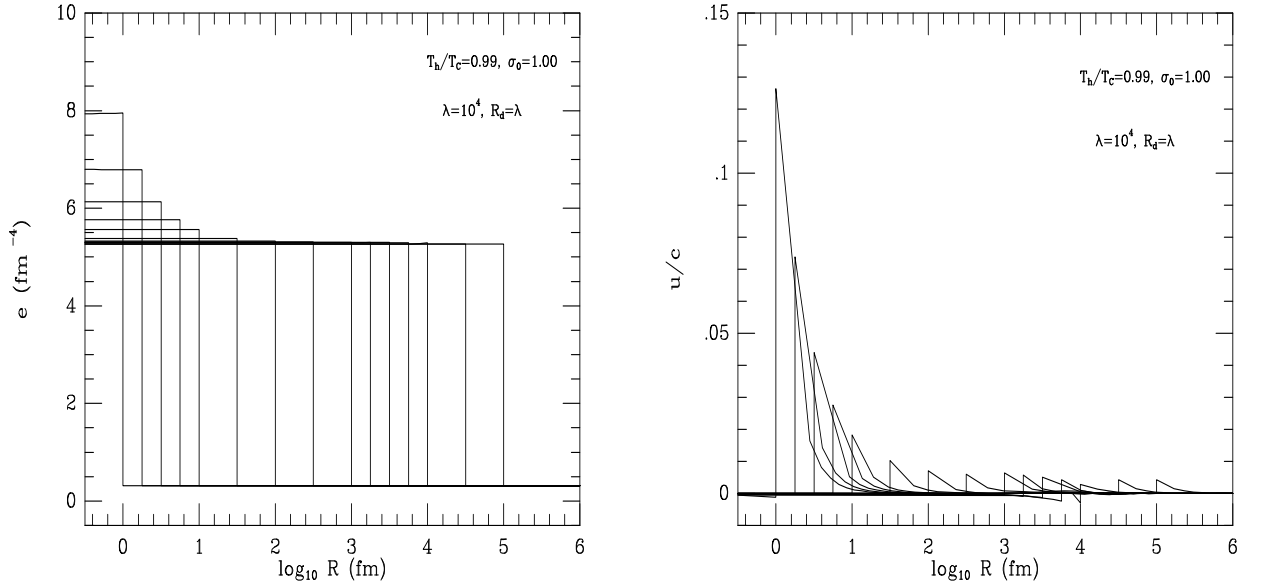 10
8
6
4
2
0
e (fm ⁻⁴)
T_h/T_C=0.99, σ₀=1.00
λ=10⁴, R_d=λ
0 1 2 3 4 5 6
log₁₀ R (fm)
.15
.1
.05
0
u/c
T_h/T_C=0.99, σ₀=1.00
λ=10⁴, R_d=λ
0 1 2 3 4 5 6
log₁₀ R (fm)